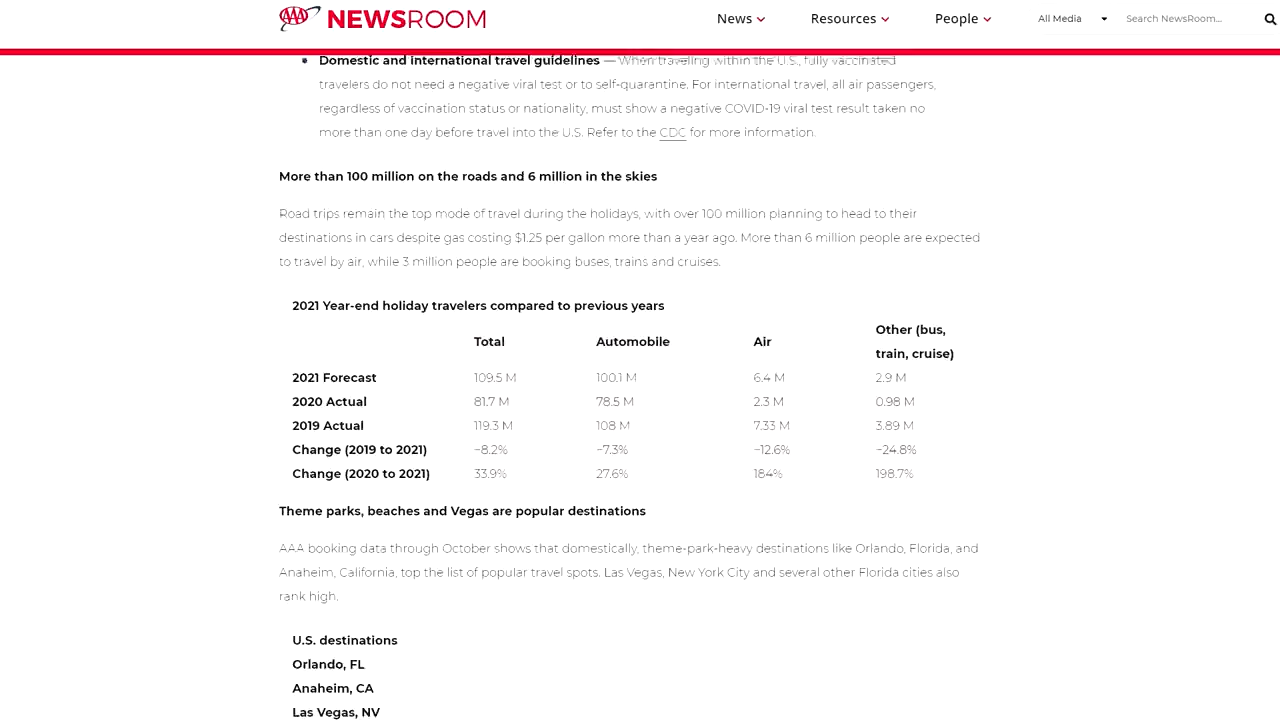 AAA NEWSROOM
News Resources People All Media Search NewsRoom...
Domestic and international travel guidelines — When traveling within the U.S., fully vaccinated
travelers do not need a negative viral test or to self-quarantine. For international travel, all air passengers,
regardless of vaccination status or nationality, must show a negative COVID-19 viral test result taken no
more than one day before travel into the U.S. Refer to the CDC for more information.
More than 100 million on the roads and 6 million in the skies
Road trips remain the top mode of travel during the holidays, with over 100 million planning to head to their
destinations in cars despite gas costing $1.25 per gallon more than a year ago. More than 6 million people are expected
to travel by air, while 3 million people are booking buses, trains and cruises.
2021 Year-end holiday travelers compared to previous years
Total Automobile Air Other (bus,
train, cruise)
2021 Forecast 109.5 M 100.1 M 6.4 M 2.9 M
2020 Actual 81.7 M 78.5 M 2.3 M 0.98 M
2019 Actual 119.3 M 108 M 7.33 M 3.89 M
Change (2019 to 2021) −8.2% −7.3% −12.6% −24.8%
Change (2020 to 2021) 33.9% 27.6% 184% 198.7%
Theme parks, beaches and Vegas are popular destinations
AAA booking data through October shows that domestically, theme-park-heavy destinations like Orlando, Florida, and
Anaheim, California, top the list of popular travel spots. Las Vegas, New York City and several other Florida cities also
rank high.
U.S. destinations
Orlando, FL
Anaheim, CA
Las Vegas, NV